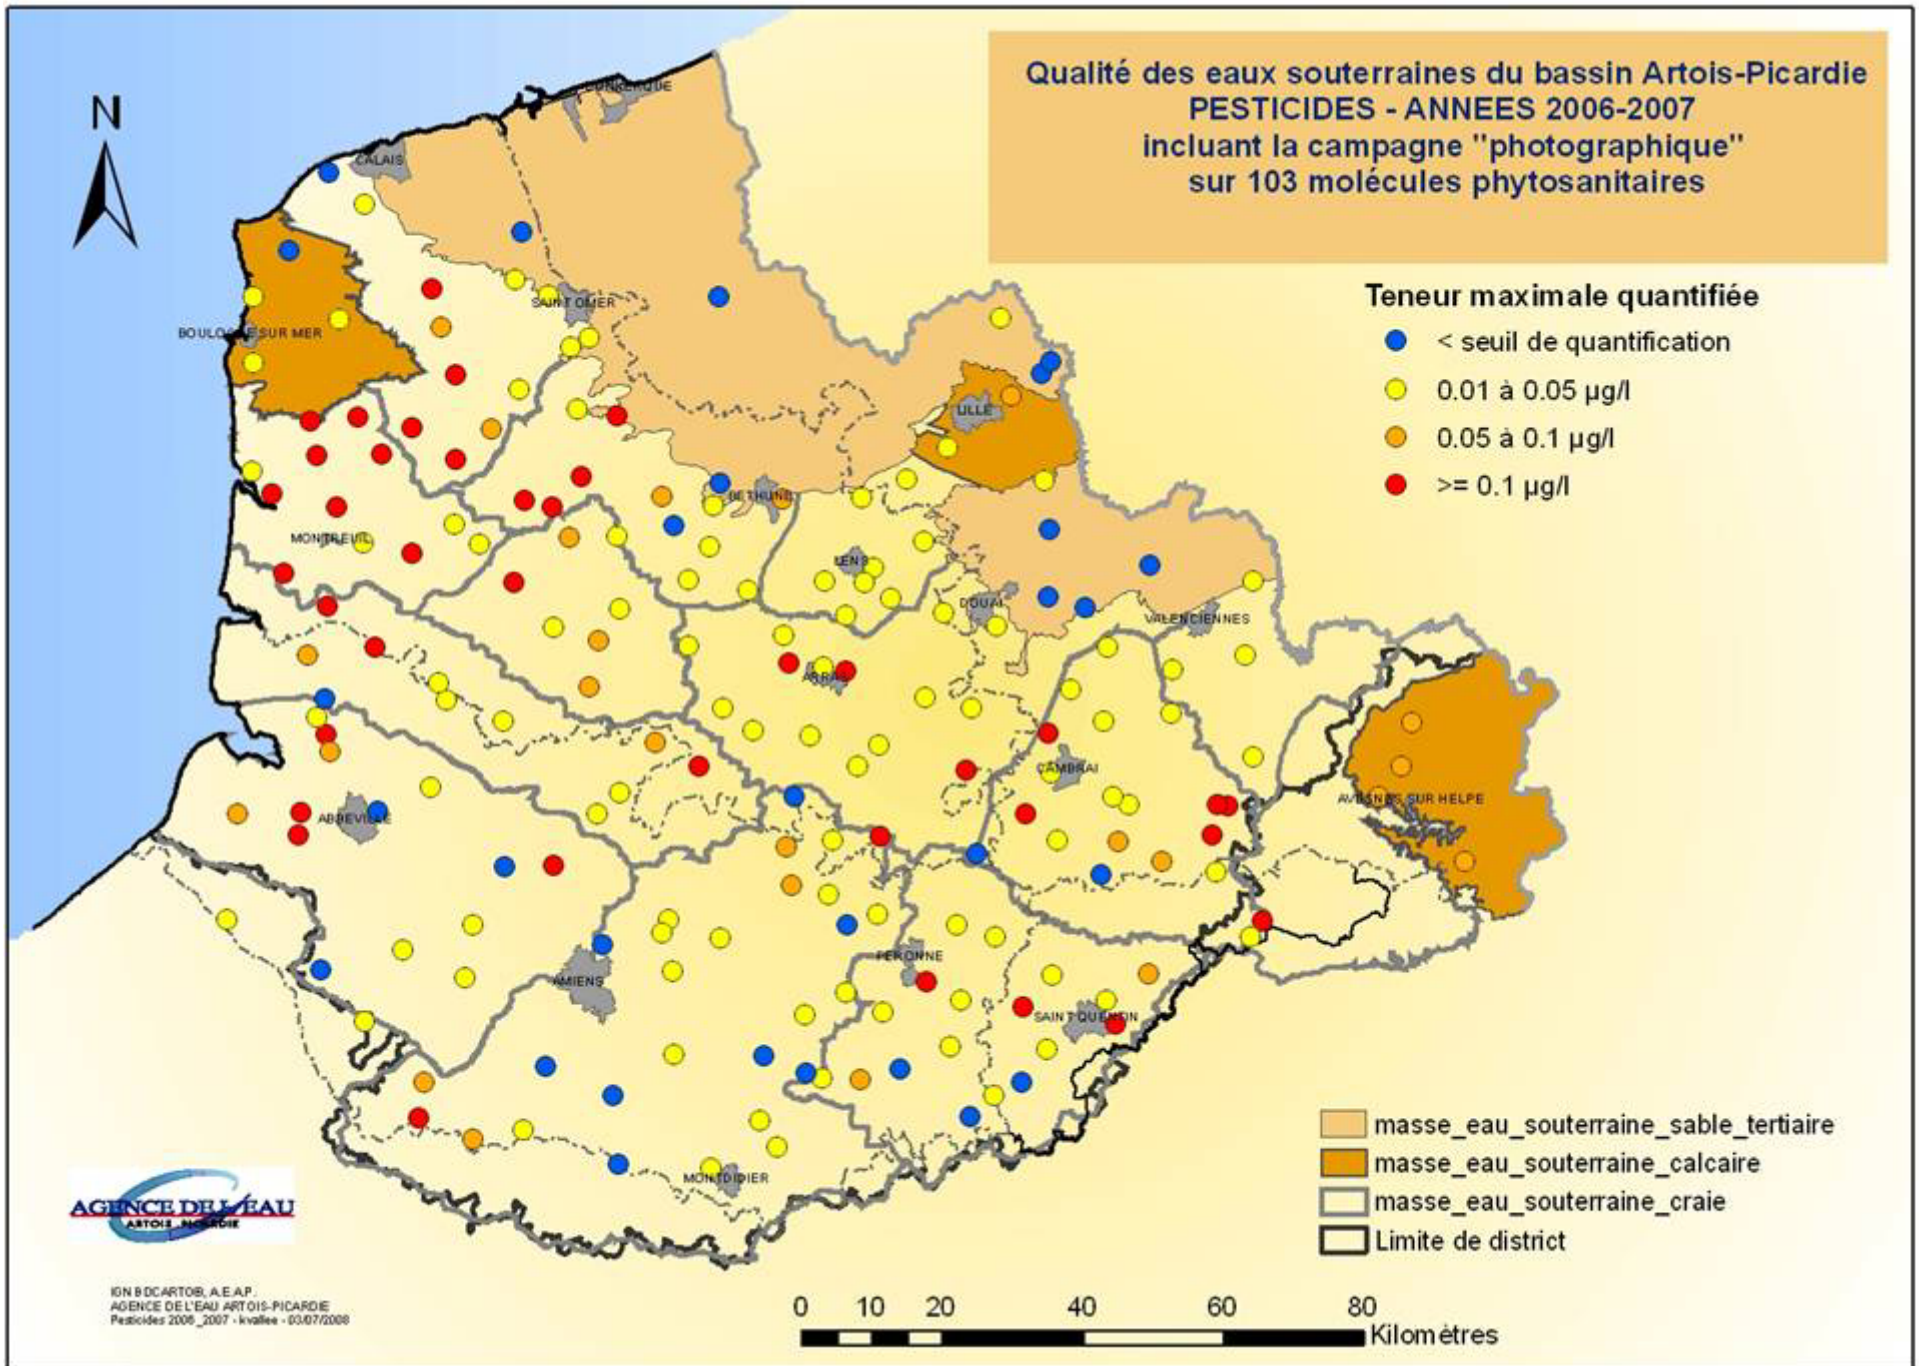 Qualité des eaux souterraines du bassin Artois-Picardie
PESTICIDES - ANNEES 2006-2007
incluant la campagne "photographique"
sur 103 molécules phytosanitaires
N
Teneur maximale quantifiée
< seuil de quantification
0.01 à 0.05 µg/l
0.05 à 0.1 µg/l
>= 0.1 µg/l
CALAIS
SAINT OMER
SUR MER
LILLE
BETHUNE
MONTREUIL
LENS
DOUAI
VALENCIENNES
ARRAS
CAMBRAI
AVESNES SUR HELPE
ABBEVILLE
PERONNE
AMIENS
SAINT QUENTIN
MONTDIDIER
masse_eau_souterraine_sable_tertiaire
masse_eau_souterraine_calcaire
masse_eau_souterraine_craie
Limite de district
AGENCE DE L'EAU
ARTOIS - PICARDIE
IGN BDCARTO®, A.E.A.P.
AGENCE DE L'EAU ARTOIS-PICARDIE
Pesticides 2006_2007 - kvallee - 03/07/2008
0 10 20 40 60 80
Kilomètres